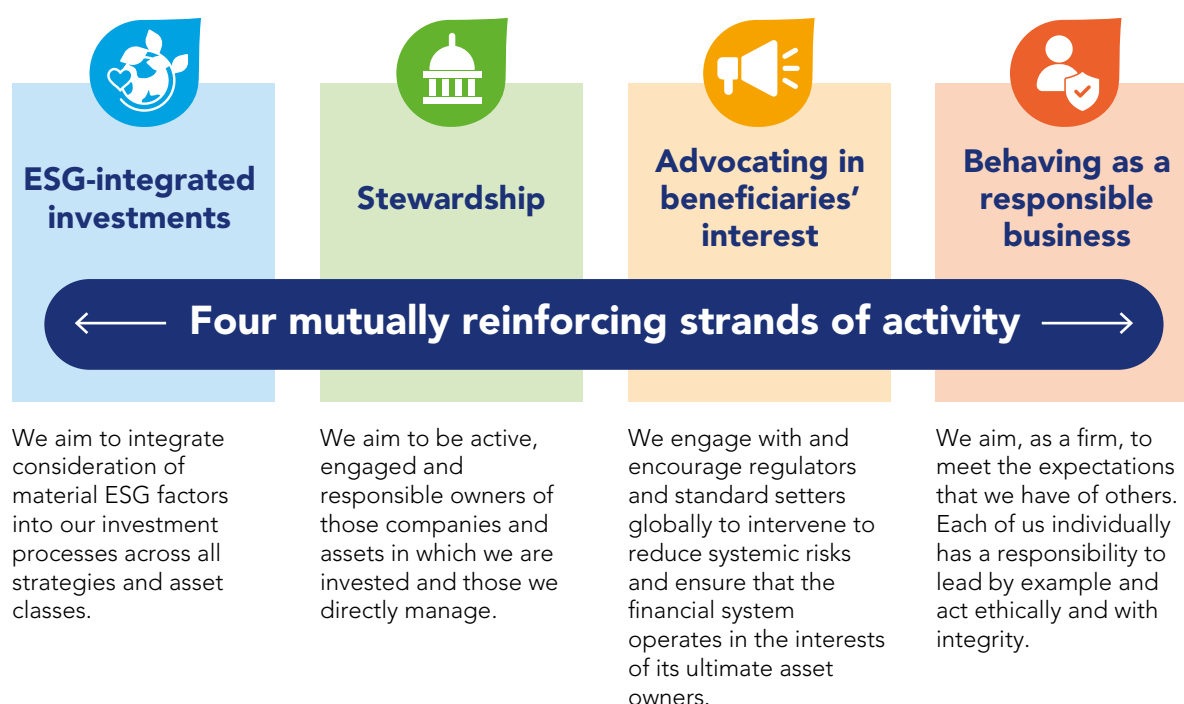 ESG-integrated
investments
Stewardship
Advocating in
beneficiaries’
interest
Behaving as a
responsible
business
Four mutually reinforcing strands of activity
We aim to integrate
consideration of
material ESG factors
into our investment
processes across all
strategies and asset
classes.
We aim to be active,
engaged and
responsible owners of
those companies and
assets in which we are
invested and those we
directly manage.
We engage with and
encourage regulators
and standard setters
globally to intervene to
reduce systemic risks
and ensure that the
financial system
operates in the interests
of its ultimate asset
owners.
We aim, as a firm, to
meet the expectations
that we have of others.
Each of us individually
has a responsibility to
lead by example and
act ethically and with
integrity.